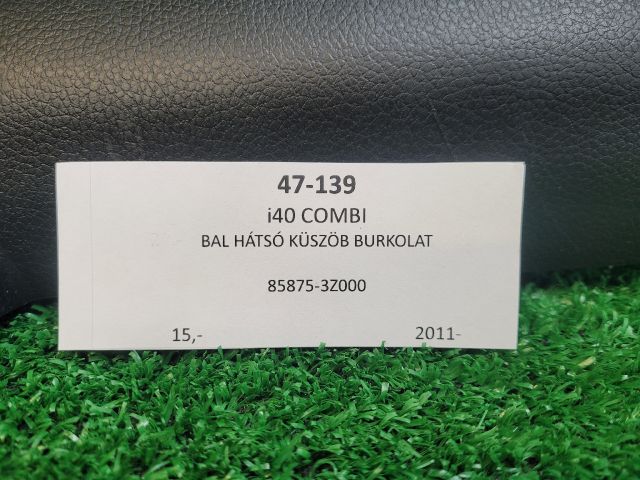 47-139
i40 COMBI
BAL HÁTSÓ KÜSZÖB BURKOLAT
85875-3Z000
15,- 2011-